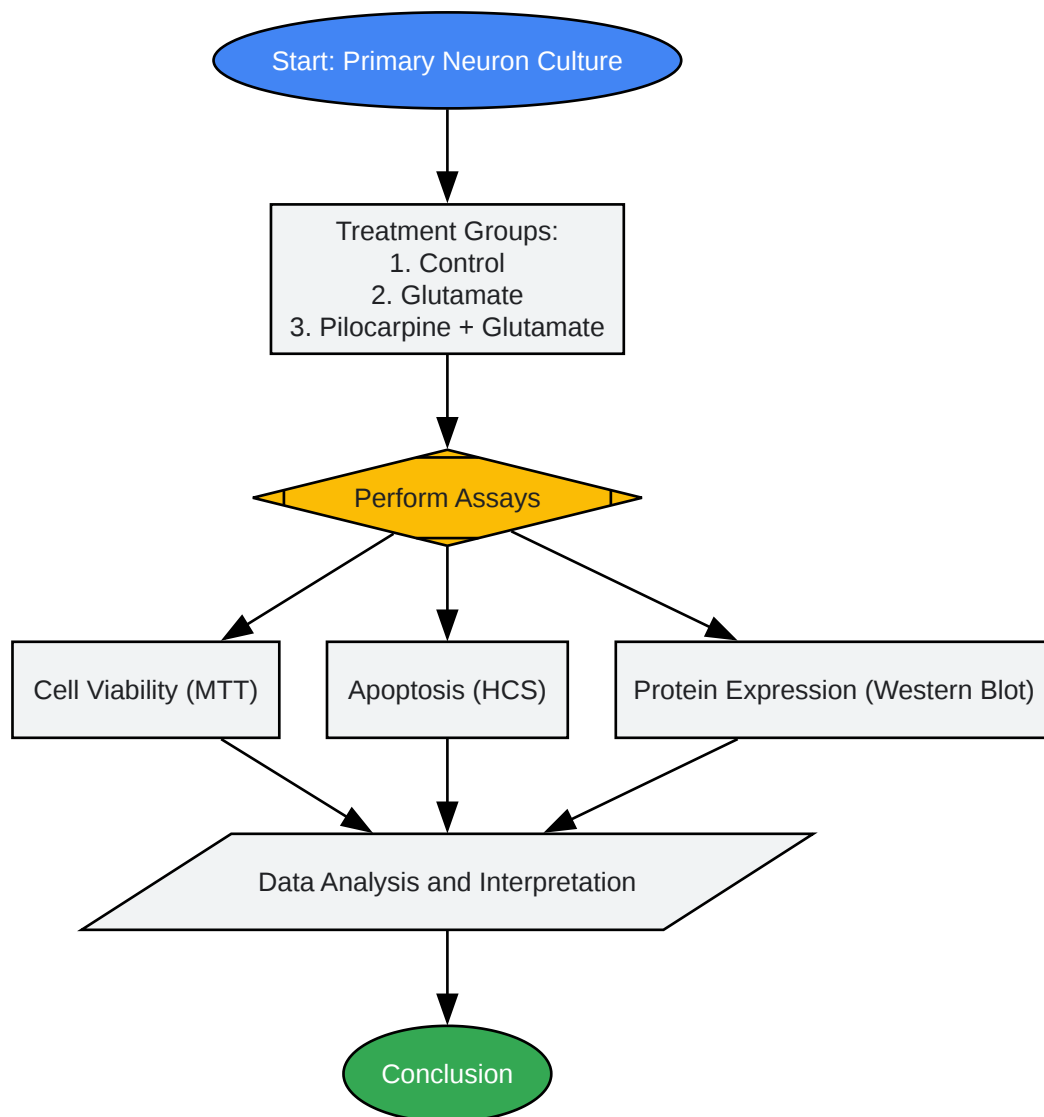 Start: Primary Neuron Culture
Treatment Groups:
1. Control
2. Glutamate
3. Pilocarpine + Glutamate
Perform Assays
Cell Viability (MTT)
Apoptosis (HCS)
Protein Expression (Western Blot)
Data Analysis and Interpretation
Conclusion